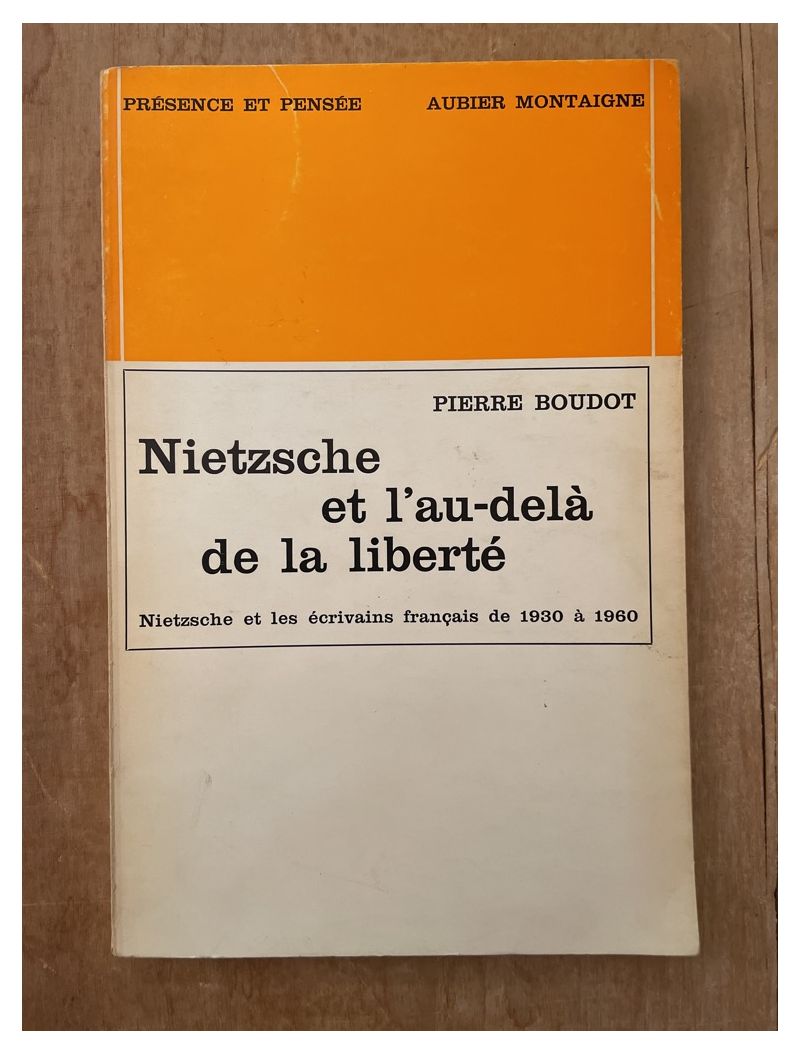 PRÉSENCE ET PENSÉE AUBIER MONTAIGNE
PIERRE BOUDOT
Nietzsche
et l'au-delà
de la liberté
Nietzsche et les écrivains français de 1930 à 1960